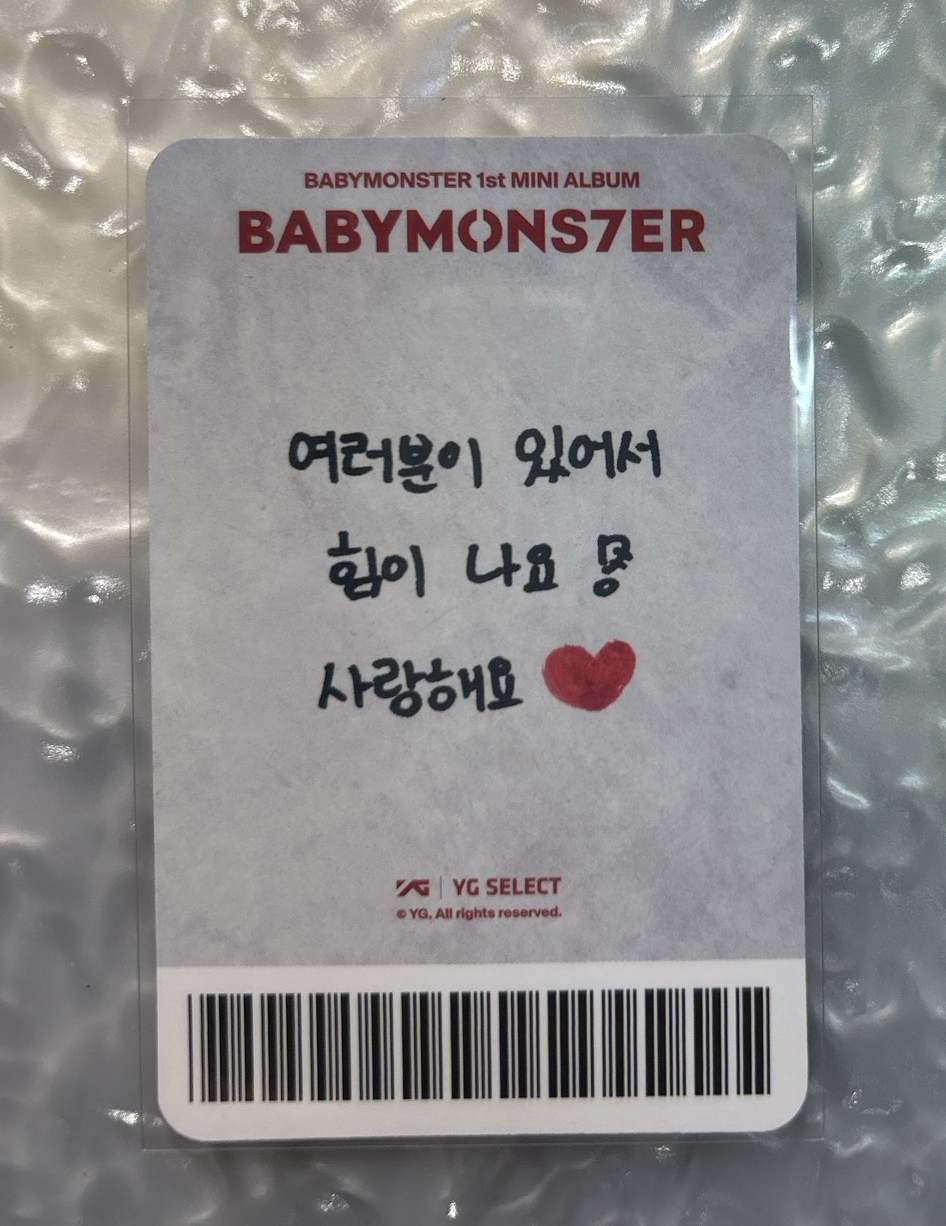 BABYMONSTER 1st MINI ALBUM
BABYMONS7ER
여러분이 있어서
힘이 나요
사랑해요
YG | YG SELECT
© YG. All rights reserved.